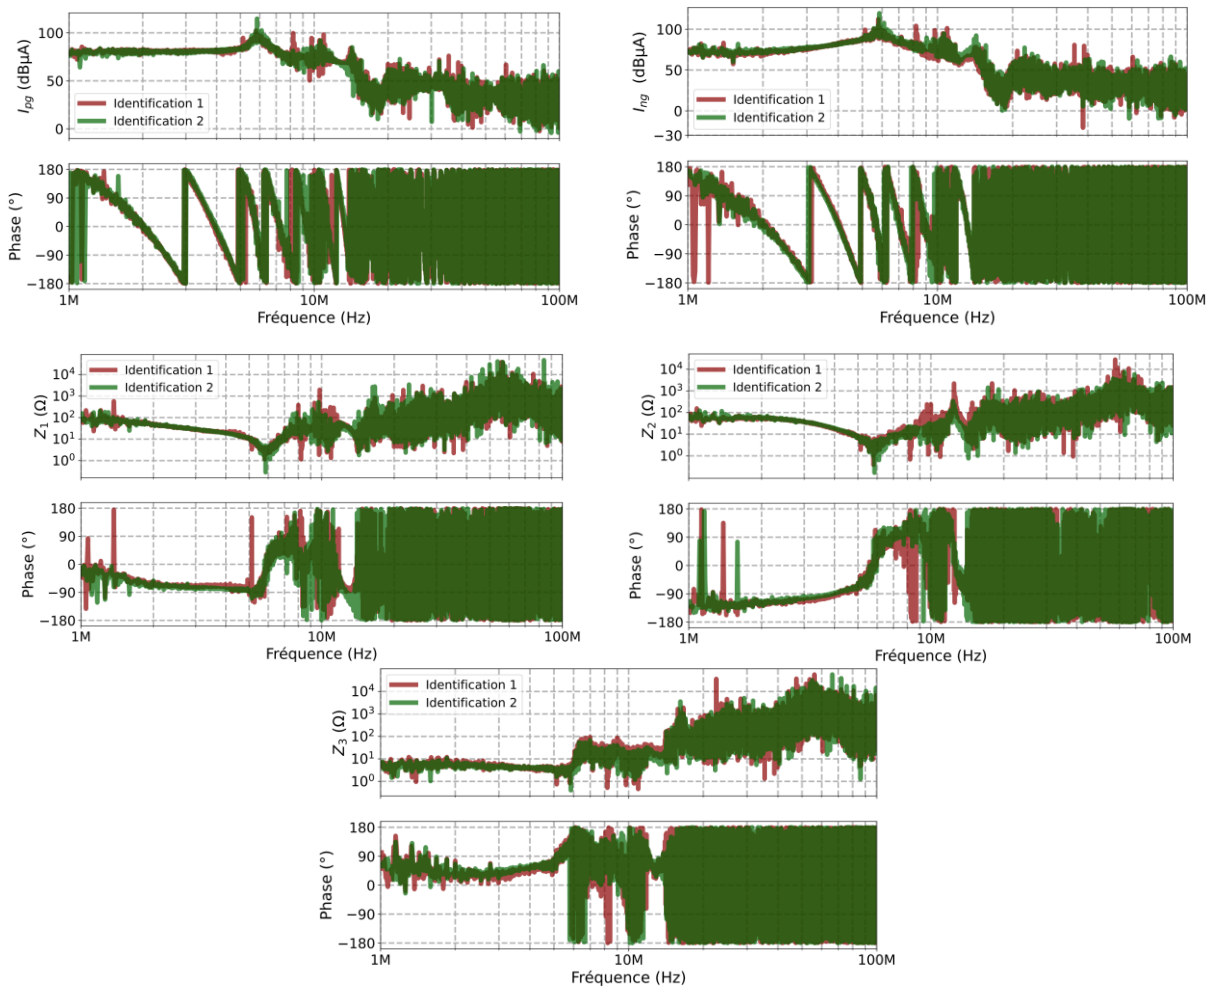 I_pg (dBµA)
100
50
0
Identification 1
Identification 2
Phase (°)
180
90
0
−90
−180
1M 10M 100M
Fréquence (Hz)
I_ng (dBµA)
100
50
0
−30
Identification 1
Identification 2
Phase (°)
180
90
0
−90
−180
1M 10M 100M
Fréquence (Hz)
Z_1 (Ω)
10^4
10^3
10^2
10^1
10^0
Identification 1
Identification 2
Phase (°)
180
90
0
−90
−180
1M 10M 100M
Fréquence (Hz)
Z_2 (Ω)
10^4
10^3
10^2
10^1
10^0
Identification 1
Identification 2
Phase (°)
180
90
0
−90
−180
1M 10M 100M
Fréquence (Hz)
Z_3 (Ω)
10^4
10^3
10^2
10^1
10^0
Identification 1
Identification 2
Phase (°)
180
90
0
−90
−180
1M 10M 100M
Fréquence (Hz)